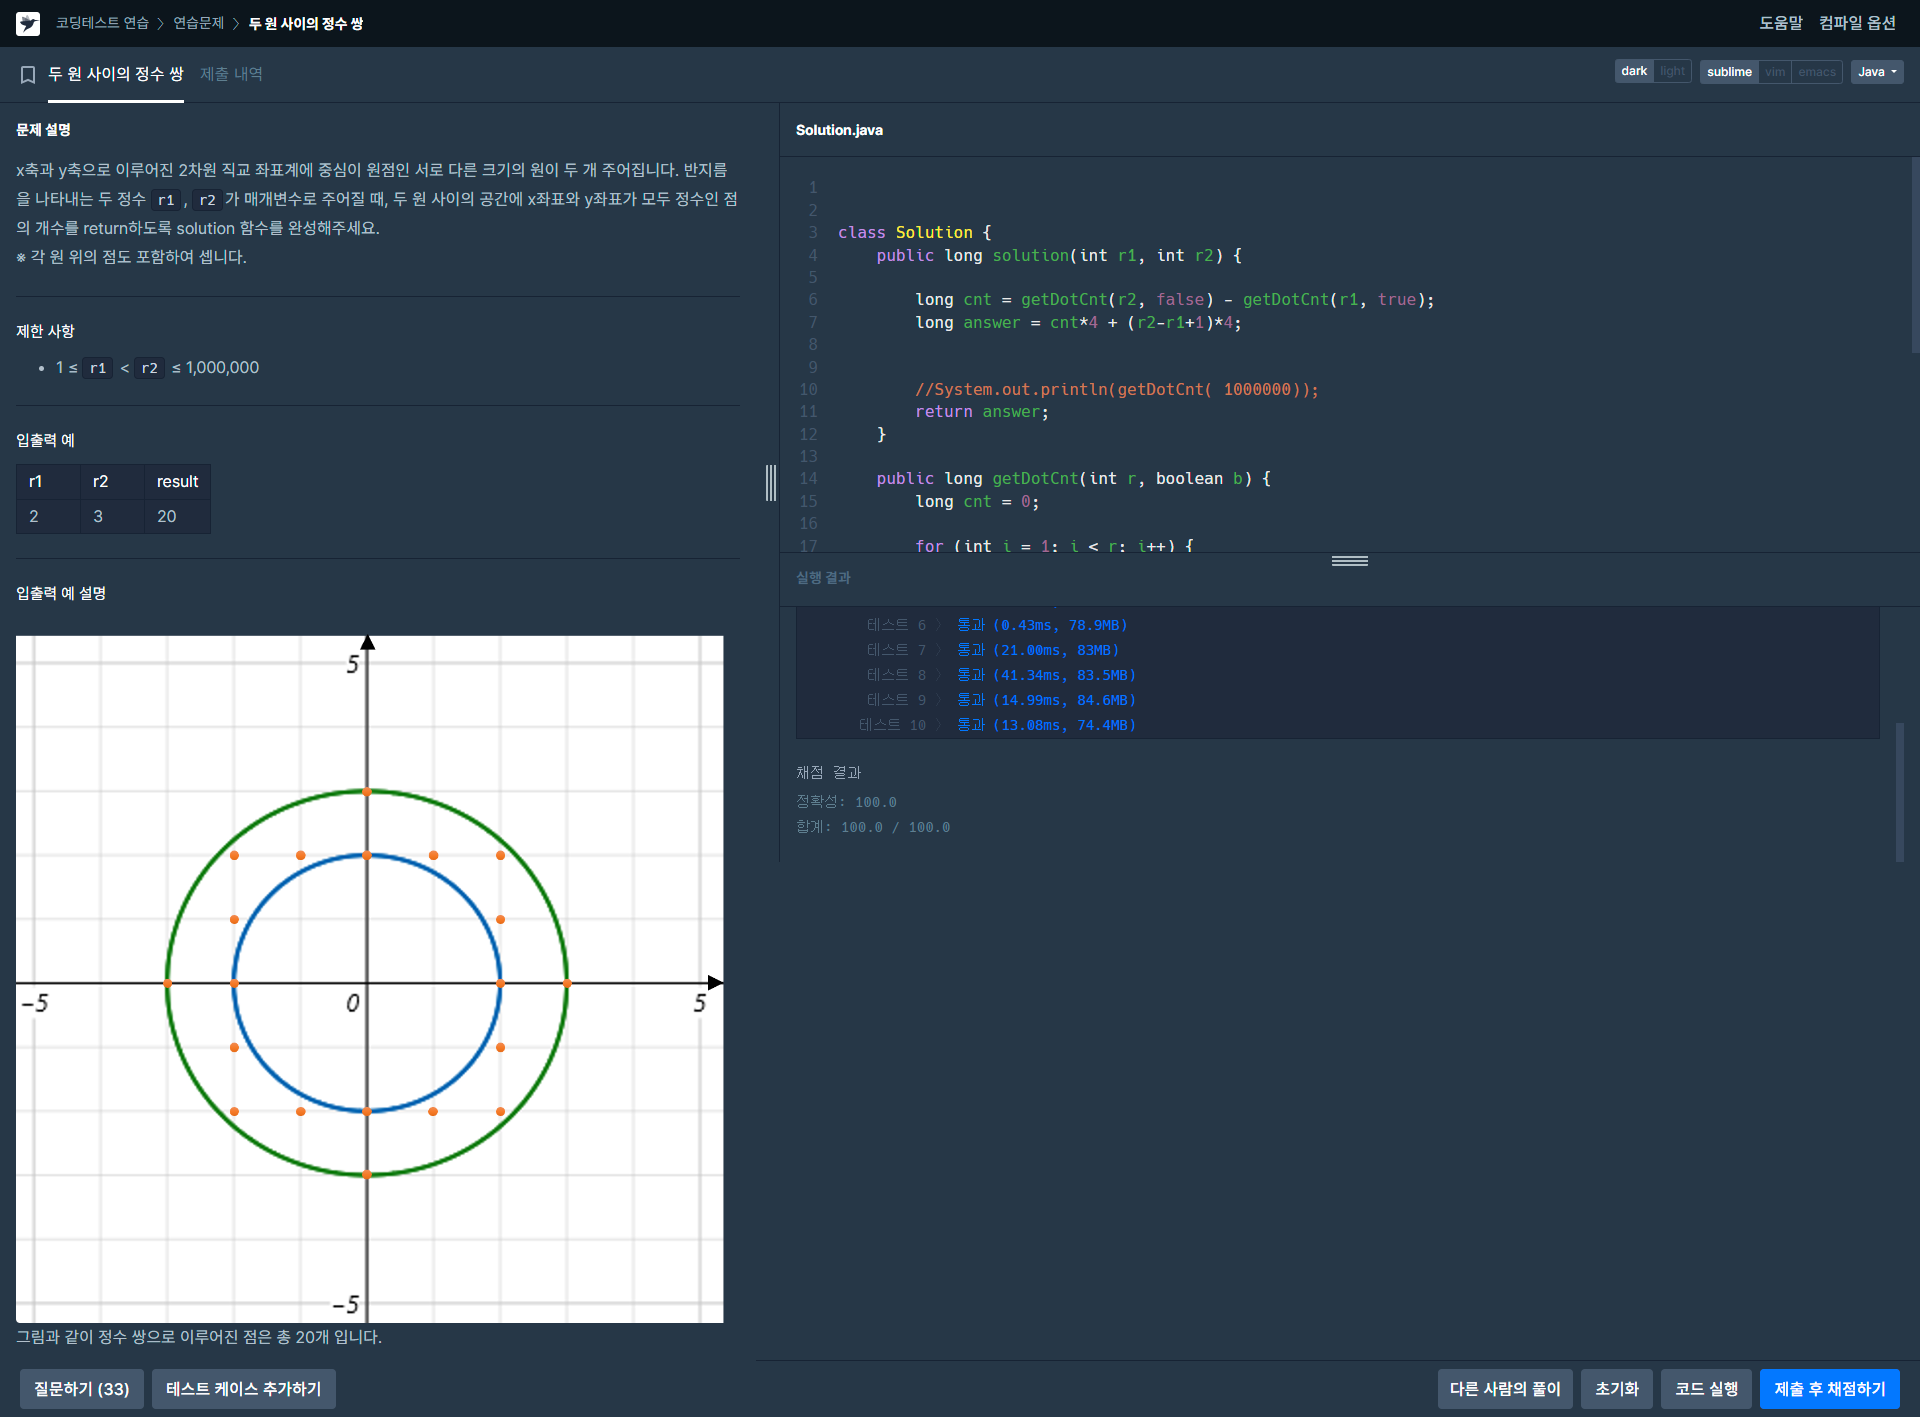 코딩테스트 연습 > 연습문제 > 두 원 사이의 정수 쌍
도움말 컴파일 옵션
두 원 사이의 정수 쌍 제출 내역
dark light sublime vim emacs Java
문제 설명
x축과 y축으로 이루어진 2차원 직교 좌표계에 중심이 원점인 서로 다른 크기의 원이 두 개 주어집니다. 반지름
을 나타내는 두 정수 r1, r2가 매개변수로 주어질 때, 두 원 사이의 공간에 x좌표와 y좌표가 모두 정수인 점
의 개수를 return하도록 solution 함수를 완성해주세요.
※ 각 원 위의 점도 포함하여 셉니다.
제한 사항
• 1 ≤ r1 < r2 ≤ 1,000,000
입출력 예
r1 r2 result
2 3 20
입출력 예 설명
5
-5 0 5
-5
그림과 같이 정수 쌍으로 이루어진 점은 총 20개 입니다.
질문하기 (33) 테스트 케이스 추가하기
Solution.java
1
2
3 class Solution {
4 public long solution(int r1, int r2) {
5
6 long cnt = getDotCnt(r2, false) - getDotCnt(r1, true);
7 long answer = cnt*4 + (r2-r1+1)*4;
8
9
10 //System.out.println(getDotCnt( 1000000));
11 return answer;
12 }
13
14 public long getDotCnt(int r, boolean b) {
15 long cnt = 0;
16
17 for (int i = 1; i < r; i++) {
실행 결과
테스트 6 > 통과 (0.43ms, 78.9MB)
테스트 7 > 통과 (21.00ms, 83MB)
테스트 8 > 통과 (41.34ms, 83.5MB)
테스트 9 > 통과 (14.99ms, 84.6MB)
테스트 10 > 통과 (13.08ms, 74.4MB)
채점 결과
정확성: 100.0
합계: 100.0 / 100.0
다른 사람의 풀이 초기화 코드 실행 제출 후 채점하기